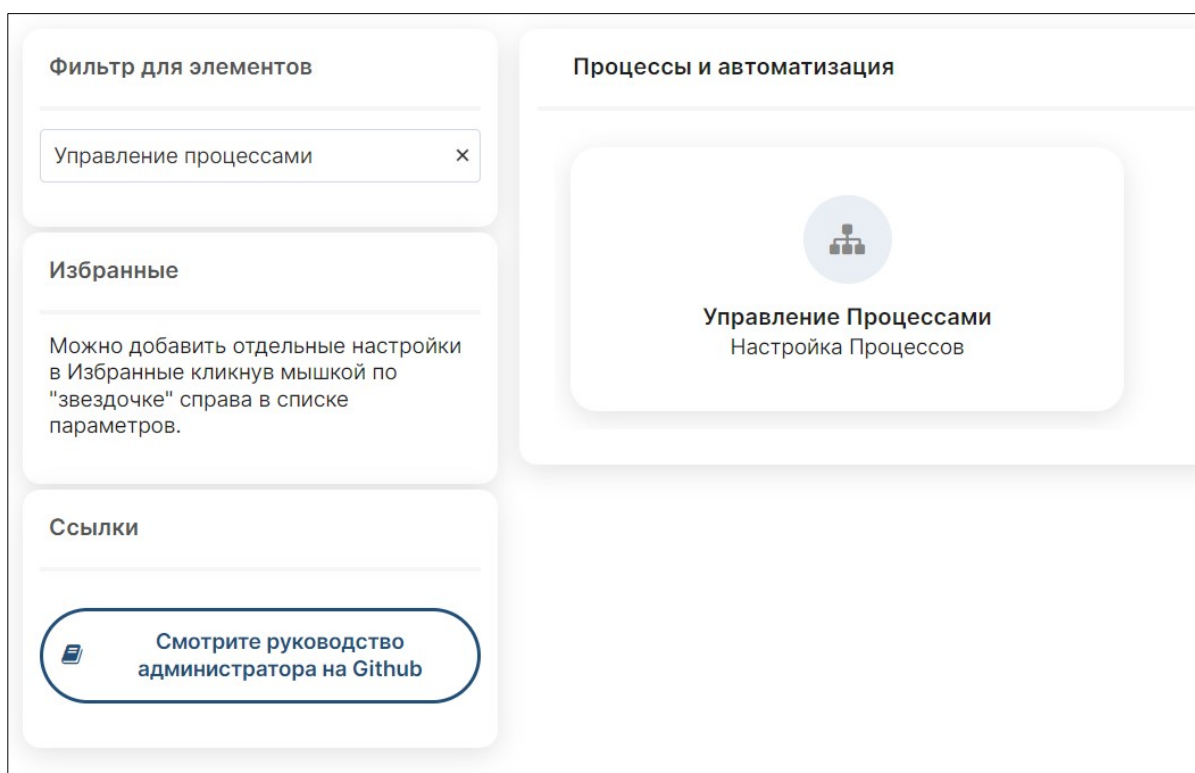 Фильтр для элементов
Управление процессами ×
Избранные
Можно добавить отдельные настройки
в Избранные кликнув мышкой по
"звездочке" справа в списке
параметров.
Ссылки
Смотрите руководство
администратора на Github
Процессы и автоматизация
Управление Процессами
Настройка Процессов